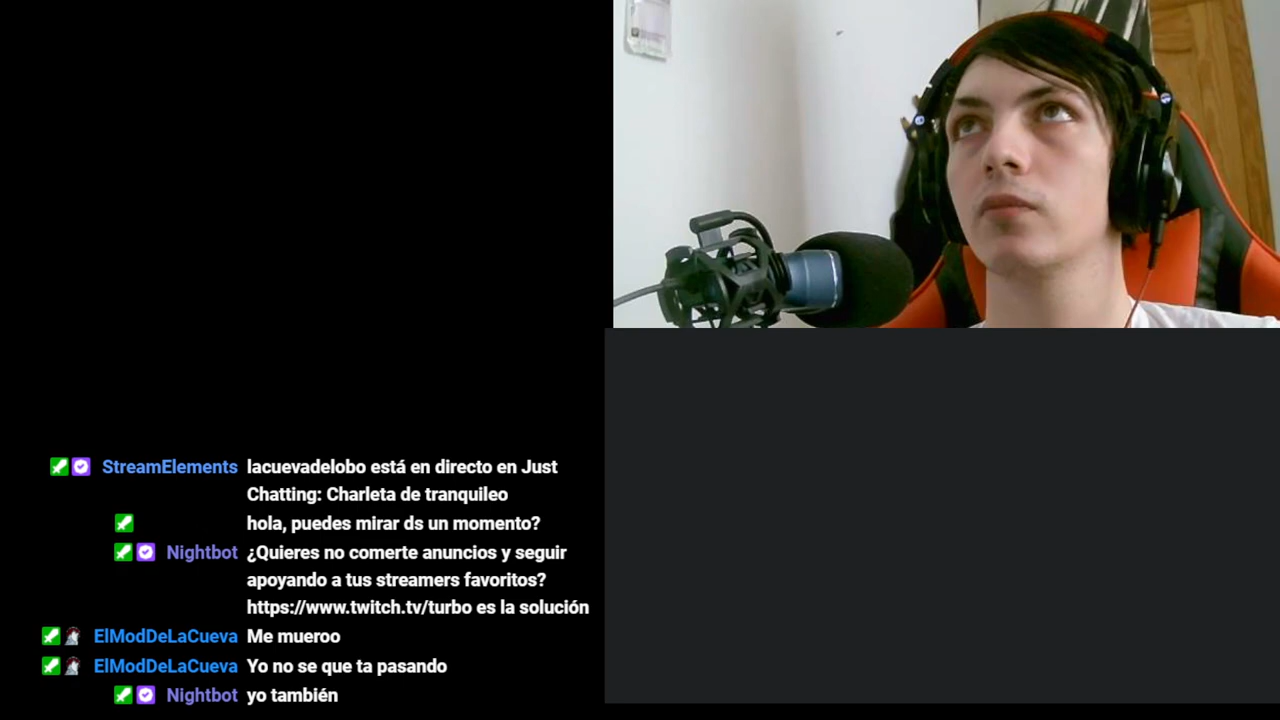 StreamElements lacuevadelobo está en directo en Just
Chatting: Charleta de tranquileo
hola, puedes mirar ds un momento?
Nightbot ¿Quieres no comerte anuncios y seguir
apoyando a tus streamers favoritos?
https://www.twitch.tv/turbo es la solución
ElModDeLaCueva Me mueroo
ElModDeLaCueva Yo no se que ta pasando
Nightbot yo también